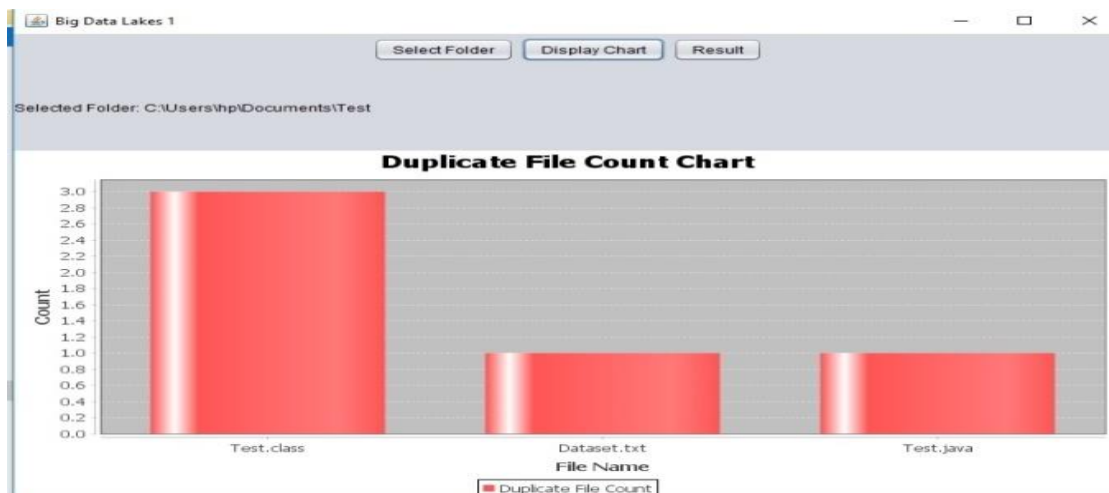 Big Data Lakes 1
Select Folder Display Chart Result
Selected Folder: C:\Users\hp\Documents\Test
Duplicate File Count Chart
3.0
2.8
2.6
2.4
2.2
2.0
1.8
1.6
1.4
1.2
1.0
0.8
0.6
0.4
0.2
0.0
Count
Test.class Dataset.txt Test.java
File Name
Duplicate File Count